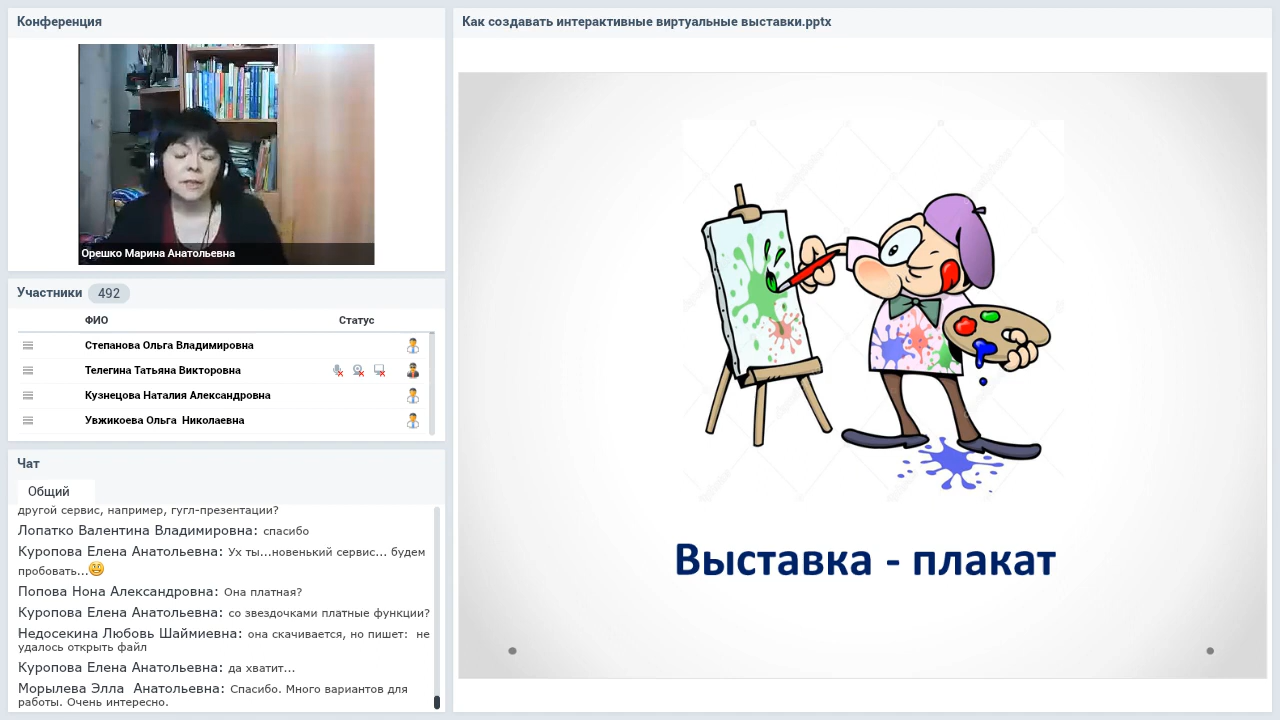 Конференция
Орешко Марина Анатольевна
Участники 492
ФИО Статус
Степанова Ольга Владимировна
Телегина Татьяна Викторовна
Кузнецова Наталия Александровна
Увжикоева Ольга Николаевна
Чат
Общий
другой сервис, например, гугл-презентации?
Лопатко Валентина Владимировна: спасибо
Куропова Елена Анатольевна: Ух ты...новенький сервис... будем
пробовать...
Попова Нона Александровна: Она платная?
Куропова Елена Анатольевна: со звездочками платные функции?
Недосекина Любовь Шаймиевна: она скачивается, но пишет: не
удалось открыть файл
Куропова Елена Анатольевна: да хватит...
Морылева Элла Анатольевна: Спасибо. Много вариантов для
работы. Очень интересно.
Как создавать интерактивные виртуальные выставки.pptx
Выставка - плакат